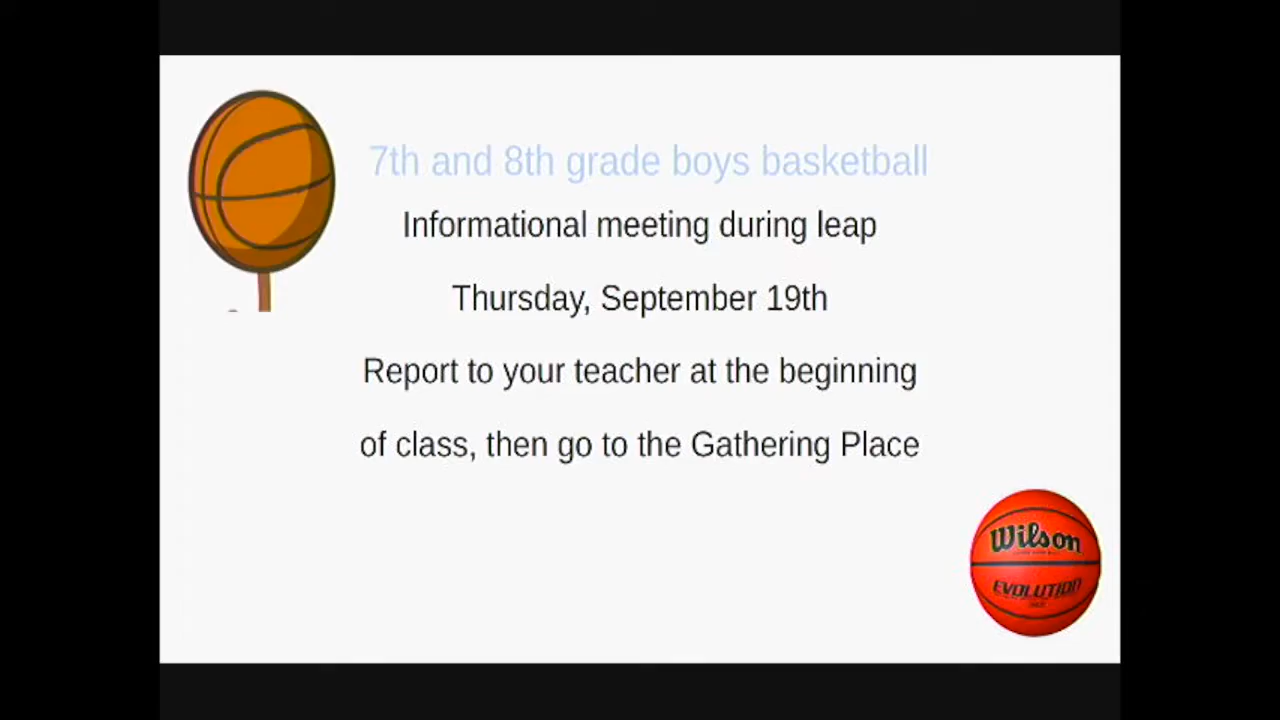 7th and 8th grade boys basketball
Informational meeting during leap
Thursday, September 19th
Report to your teacher at the beginning
of class, then go to the Gathering Place
Wilson
EVOLUTION